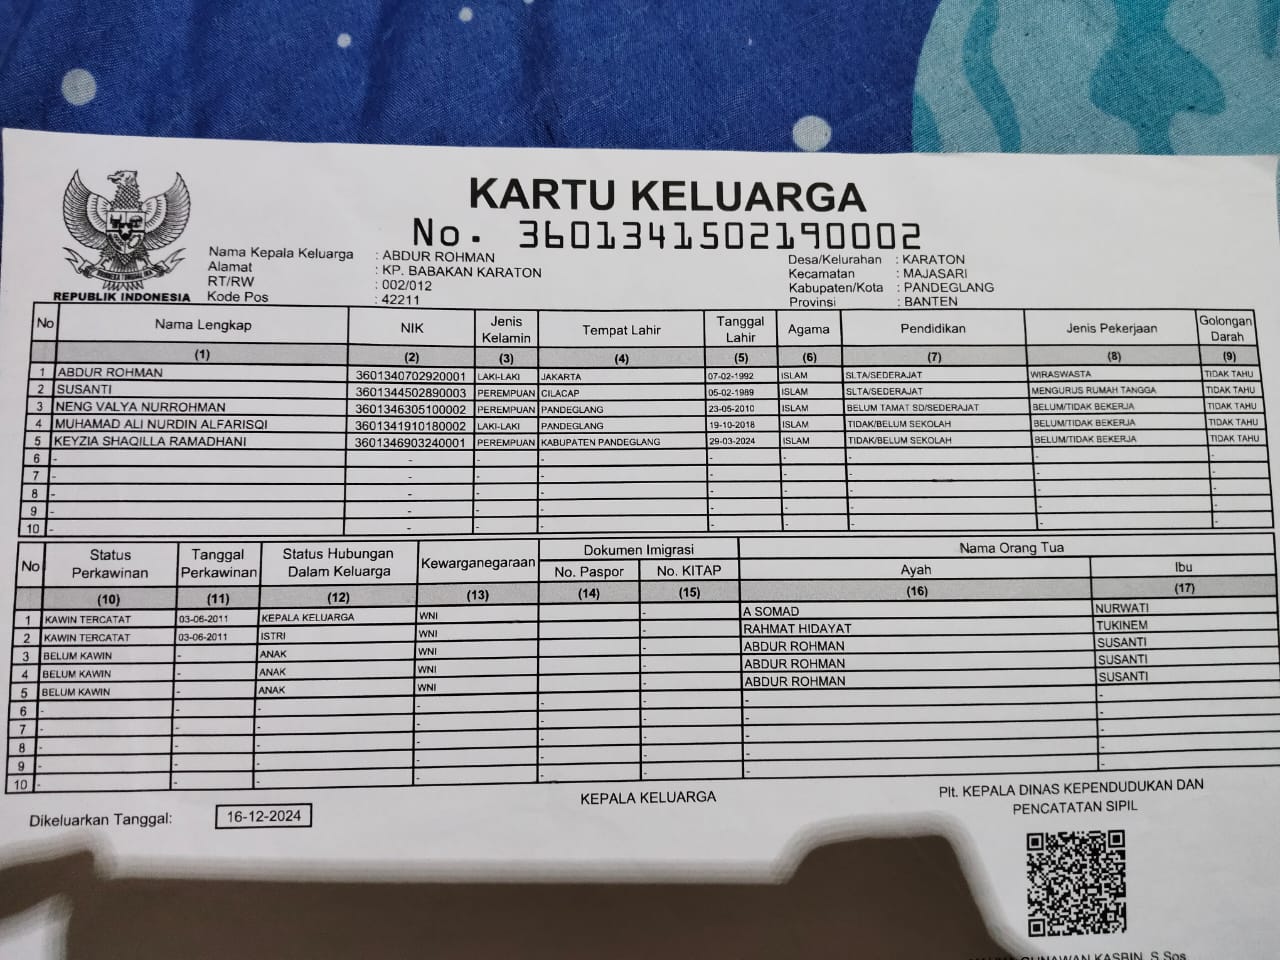 KARTU KELUARGA
No. 3601341502190002
REPUBLIK INDONESIA
Nama Kepala Keluarga : ABDUR ROHMAN
Alamat : KP. BABAKAN KARATON
RT/RW : 002/012
Kode Pos : 42211
Desa/Kelurahan : KARATON
Kecamatan : MAJASARI
Kabupaten/Kota : PANDEGLANG
Provinsi : BANTEN
No Nama Lengkap NIK Jenis Kelamin Tempat Lahir Tanggal Lahir Agama Pendidikan Jenis Pekerjaan Golongan Darah
(1) (2) (3) (4) (5) (6) (7) (8) (9)
1 ABDUR ROHMAN 3601340702920001 LAKI-LAKI JAKARTA 07-02-1992 ISLAM SLTA/SEDERAJAT WIRASWASTA TIDAK TAHU
2 SUSANTI 3601344502890003 PEREMPUAN CILACAP 05-02-1989 ISLAM SLTA/SEDERAJAT MENGURUS RUMAH TANGGA TIDAK TAHU
3 NENG VALYA NURROHMAN 3601346305100002 PEREMPUAN PANDEGLANG 23-05-2010 ISLAM BELUM TAMAT SD/SEDERAJAT BELUM/TIDAK BEKERJA TIDAK TAHU
4 MUHAMAD ALI NURDIN ALFARISQI 3601341910180002 LAKI-LAKI PANDEGLANG 19-10-2018 ISLAM TIDAK/BELUM SEKOLAH BELUM/TIDAK BEKERJA TIDAK TAHU
5 KEYZIA SHAQILLA RAMADHANI 3601346903240001 PEREMPUAN KABUPATEN PANDEGLANG 29-03-2024 ISLAM TIDAK/BELUM SEKOLAH BELUM/TIDAK BEKERJA TIDAK TAHU
6 - - - - - - - - -
7 - - - - - - - - -
8 - - - - - - - - -
9 - - - - - - - - -
10 - - - - - - - - -
No Status Perkawinan Tanggal Perkawinan Status Hubungan Dalam Keluarga Kewarganegaraan Dokumen Imigrasi Nama Orang Tua
No. Paspor No. KITAP Ayah Ibu
(10) (11) (12) (13) (14) (15) (16) (17)
1 KAWIN TERCATAT 03-06-2011 KEPALA KELUARGA WNI - A SOMAD NURWATI
2 KAWIN TERCATAT 03-06-2011 ISTRI WNI - RAHMAT HIDAYAT TUKINEM
3 BELUM KAWIN - ANAK WNI - ABDUR ROHMAN SUSANTI
4 BELUM KAWIN - ANAK WNI - ABDUR ROHMAN SUSANTI
5 BELUM KAWIN - ANAK WNI - ABDUR ROHMAN SUSANTI
6 - - - - - - - -
7 - - - - - - - -
8 - - - - - - - -
9 - - - - - - - -
10 - - - - - - - -
Dikeluarkan Tanggal: 16-12-2024
KEPALA KELUARGA
Plt. KEPALA DINAS KEPENDUDUKAN DAN
PENCATATAN SIPIL
GUNAWAN KASBIN, S.Sos